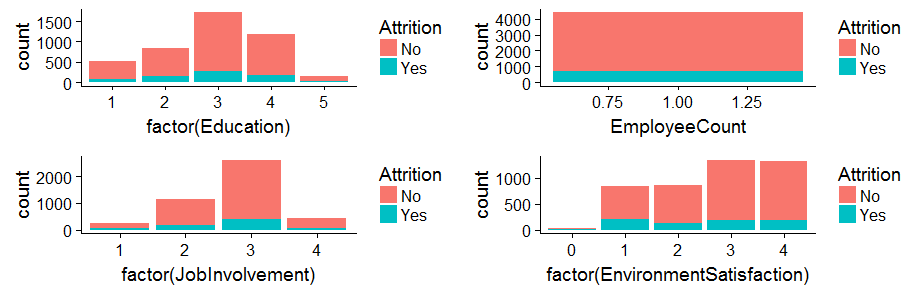 count
1500
1000
500
0
1 2 3 4 5
factor(Education)
Attrition
No
Yes
count
4000
3000
2000
1000
0
0.75 1.00 1.25
EmployeeCount
Attrition
No
Yes
count
2000
1000
0
1 2 3 4
factor(JobInvolvement)
Attrition
No
Yes
count
1000
500
0
0 1 2 3 4
factor(EnvironmentSatisfaction)
Attrition
No
Yes